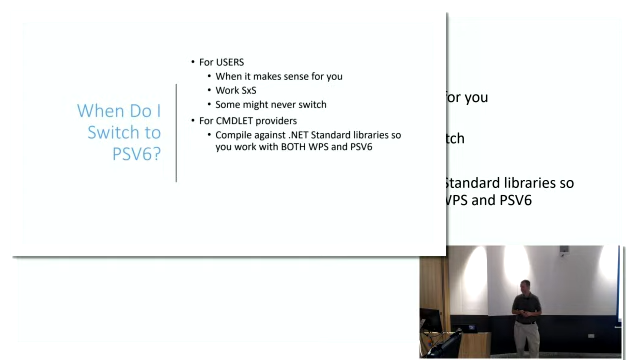 When Do I
Switch to
PSV6?
• For USERS
• When it makes sense for you
• Work SxS
• Some might never switch
• For CMDLET providers
• Compile against .NET Standard libraries so
you work with BOTH WPS and PSV6
for you
tch
Standard libraries so
WPS and PSV6